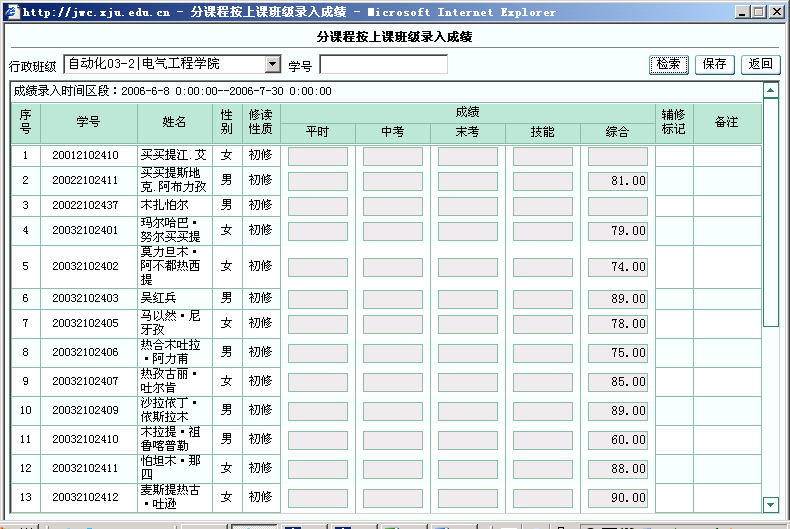 http://jwc.xju.edu.cn - 分课程按上课班级录入成绩 - Microsoft Internet Explorer
分课程按上课班级录入成绩
行政班级 自动化03-2|电气工程学院 学号 检索 保存 返回
成绩录入时间区段：2006-6-8 0:00:00--2006-7-30 0:00:00
序号 学号 姓名 性别 修读性质 成绩 辅修标记 备注
平时 中考 末考 技能 综合
1 20012102410 买买提江.艾 女 初修
2 20022102411 买买提斯地克.阿布力孜 男 初修 81.00
3 20022102437 木扎怕尔 男 初修
4 20032102401 玛尔哈巴·努尔买买提 女 初修 79.00
5 20032102402 莫力旦木·阿不都热西提 女 初修 74.00
6 20032102403 吴红兵 男 初修 89.00
7 20032102405 马以然·尼牙孜 女 初修 78.00
8 20032102406 热合木吐拉·阿力甫 男 初修 75.00
9 20032102407 热孜古丽·吐尔肯 女 初修 85.00
10 20032102409 沙拉依丁·依斯拉木 男 初修 89.00
11 20032102410 木拉提·祖鲁喀普勒 男 初修 60.00
12 20032102411 怕坦木·那四 女 初修 88.00
13 20032102412 麦斯提热古·吐逊 女 初修 90.00